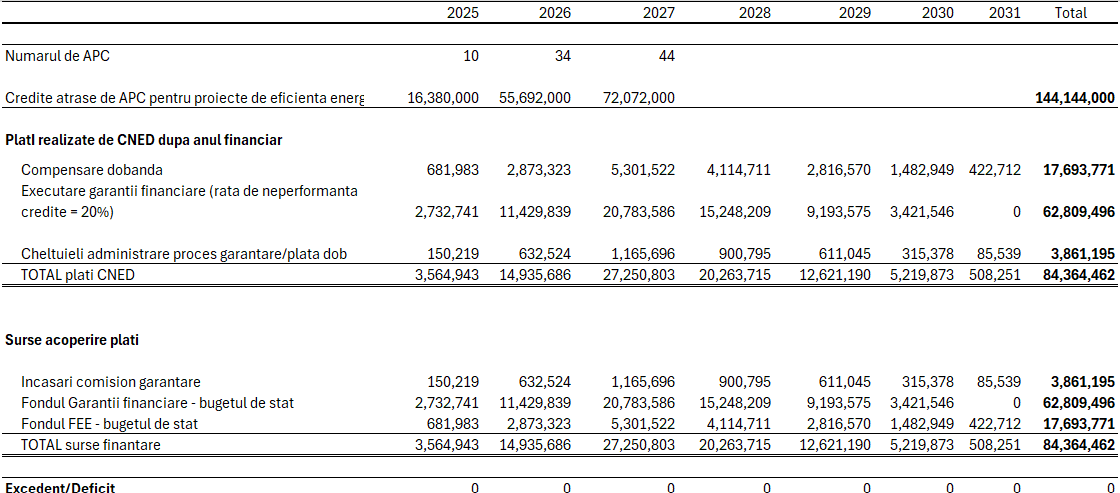 2025 2026 2027 2028 2029 2030 2031 Total
Numarul de APC 10 34 44
Credite atrase de APC pentru proiecte de eficienta energ 16,380,000 55,692,000 72,072,000 144,144,000
PlatI realizate de CNED dupa anul financiar
Compensare dobanda 681,983 2,873,323 5,301,522 4,114,711 2,816,570 1,482,949 422,712 17,693,771
Executare garantii financiare (rata de neperformanta
credite = 20%) 2,732,741 11,429,839 20,783,586 15,248,209 9,193,575 3,421,546 0 62,809,496
Cheltuieli administrare proces garantare/plata dob 150,219 632,524 1,165,696 900,795 611,045 315,378 85,539 3,861,195
TOTAL plati CNED 3,564,943 14,935,686 27,250,803 20,263,715 12,621,190 5,219,873 508,251 84,364,462
Surse acoperire plati
Incasari comision garantare 150,219 632,524 1,165,696 900,795 611,045 315,378 85,539 3,861,195
Fondul Garantii financiare - bugetul de stat 2,732,741 11,429,839 20,783,586 15,248,209 9,193,575 3,421,546 0 62,809,496
Fondul FEE - bugetul de stat 681,983 2,873,323 5,301,522 4,114,711 2,816,570 1,482,949 422,712 17,693,771
TOTAL surse finantare 3,564,943 14,935,686 27,250,803 20,263,715 12,621,190 5,219,873 508,251 84,364,462
Excedent/Deficit 0 0 0 0 0 0 0 0